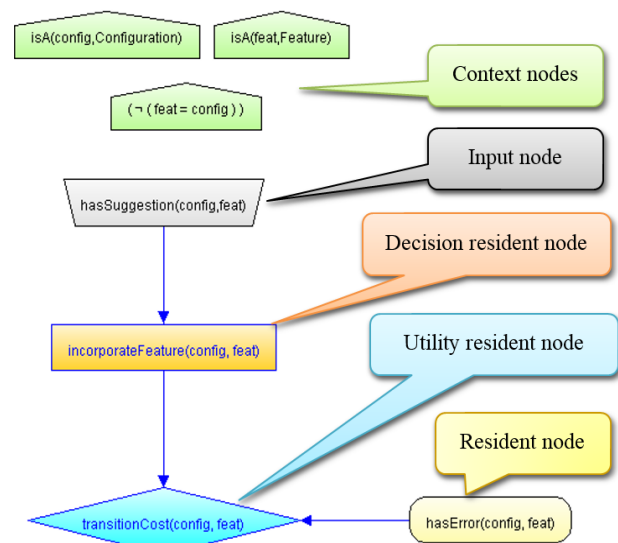 isA(config,Configuration)
isA(feat,Feature)
Context nodes
( ¬ ( feat = config ) )
Input node
hasSuggestion(config,feat)
Decision resident node
incorporateFeature(config, feat)
Utility resident node
Resident node
transitionCost(config, feat)
hasError(config, feat)